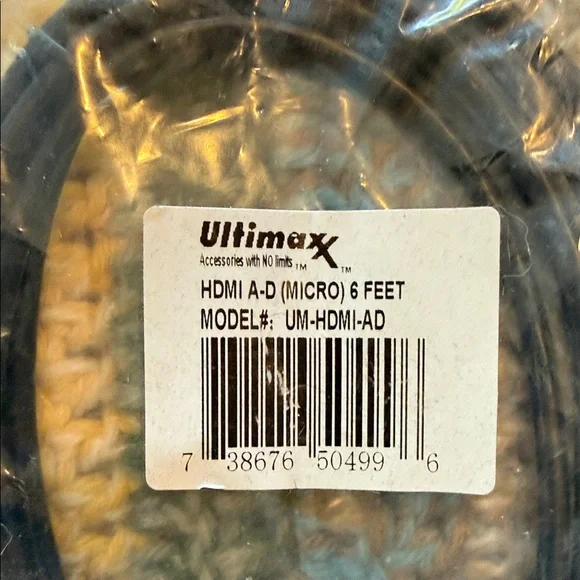 Ultimaxx
Accessories with NO limits ™ ™
HDMI A-D (MICRO) 6 FEET
MODEL#: UM-HDMI-AD
7 38676 50499 6